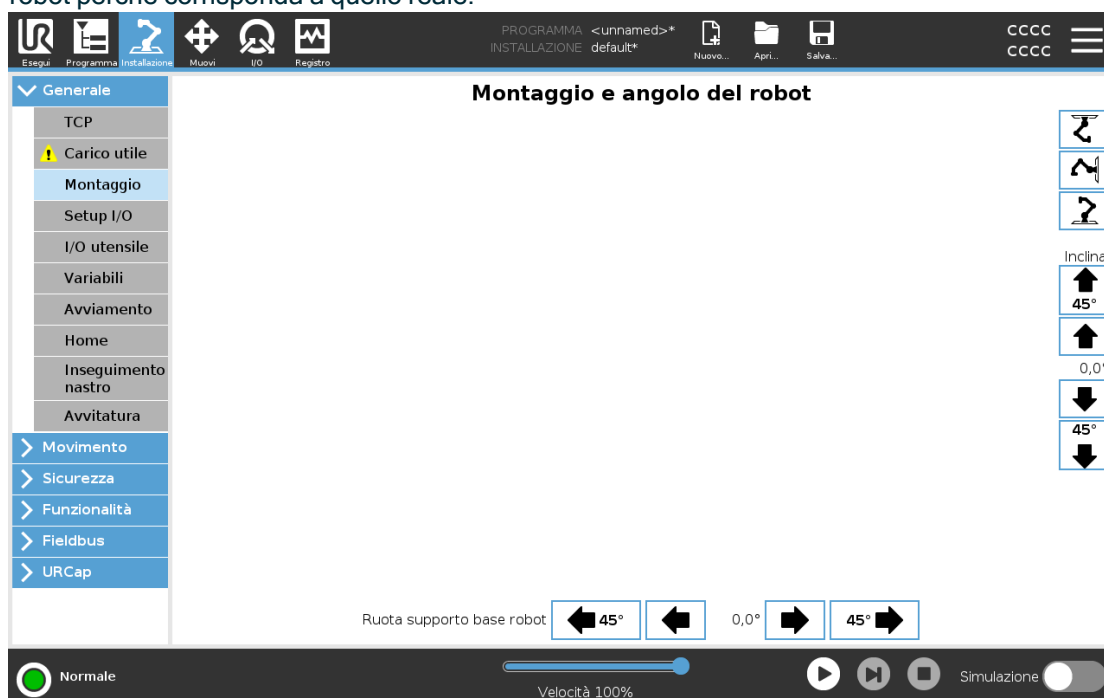 robot perché corrisponda a quello reale.
PROGRAMMA <unnamed>*
INSTALLAZIONE default*
Esegui Programma Installazione Muovi I/O Registro
Nuovo... Apri... Salva...
CCCC
CCCC
Generale
Montaggio e angolo del robot
TCP
Carico utile
Montaggio
Setup I/O
I/O utensile
Variabili
Avviamento
Home
Inseguimento
nastro
Avvitatura
Movimento
Sicurezza
Funzionalità
Fieldbus
URCap
Inclina
45°
0,0°
45°
Ruota supporto base robot 45° 0,0° 45°
Normale
Velocità 100%
Simulazione